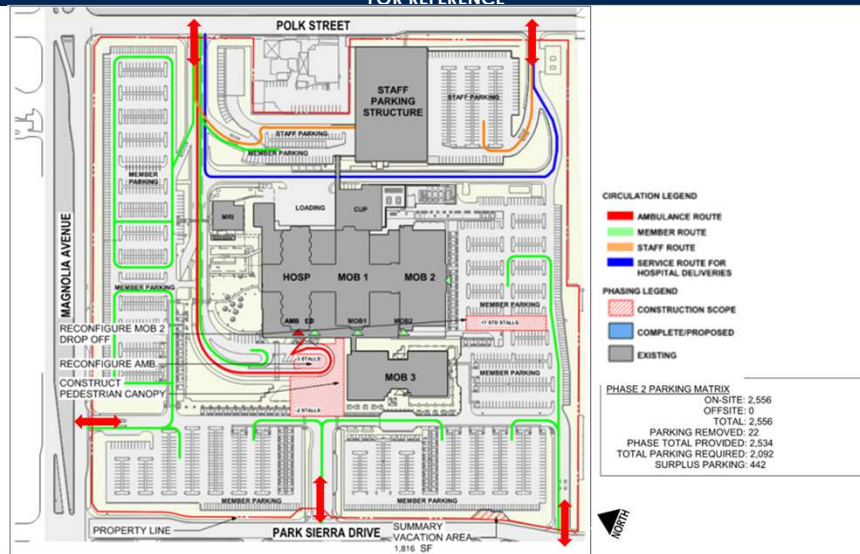 FOR REFERENCE
POLK STREET
STAFF
PARKING
STRUCTURE
STAFF PARKING
STAFF PARKING
MEMBER PARKING
MEMBER
PARKING
MAGNOLIA AVENUE
LOADING
CUP
MRI
HOSP
MOB 1
MOB 2
MEMBER PARKING
MEMBER PARKING
AMB
ED
MOB1
MOB2
-17 STD STALLS
RECONFIGURE MOB 2
DROP OFF
RECONFIGURE AMB.
CONSTRUCT
PEDESTRIAN CANOPY
-3 STALLS
-2 STALLS
MOB 3
MEMBER PARKING
MEMBER PARKING
PROPERTY LINE
PARK SIERRA DRIVE
SUMMARY
VACATION AREA
1,816 SF
NORTH
CIRCULATION LEGEND
AMBULANCE ROUTE
MEMBER ROUTE
STAFF ROUTE
SERVICE ROUTE FOR
HOSPITAL DELIVERIES
PHASING LEGEND
CONSTRUCTION SCOPE
COMPLETE/PROPOSED
EXISTING
PHASE 2 PARKING MATRIX
ON-SITE: 2,556
OFFSITE: 0
TOTAL: 2,556
PARKING REMOVED: 22
PHASE TOTAL PROVIDED: 2,534
TOTAL PARKING REQUIRED: 2,092
SURPLUS PARKING: 442